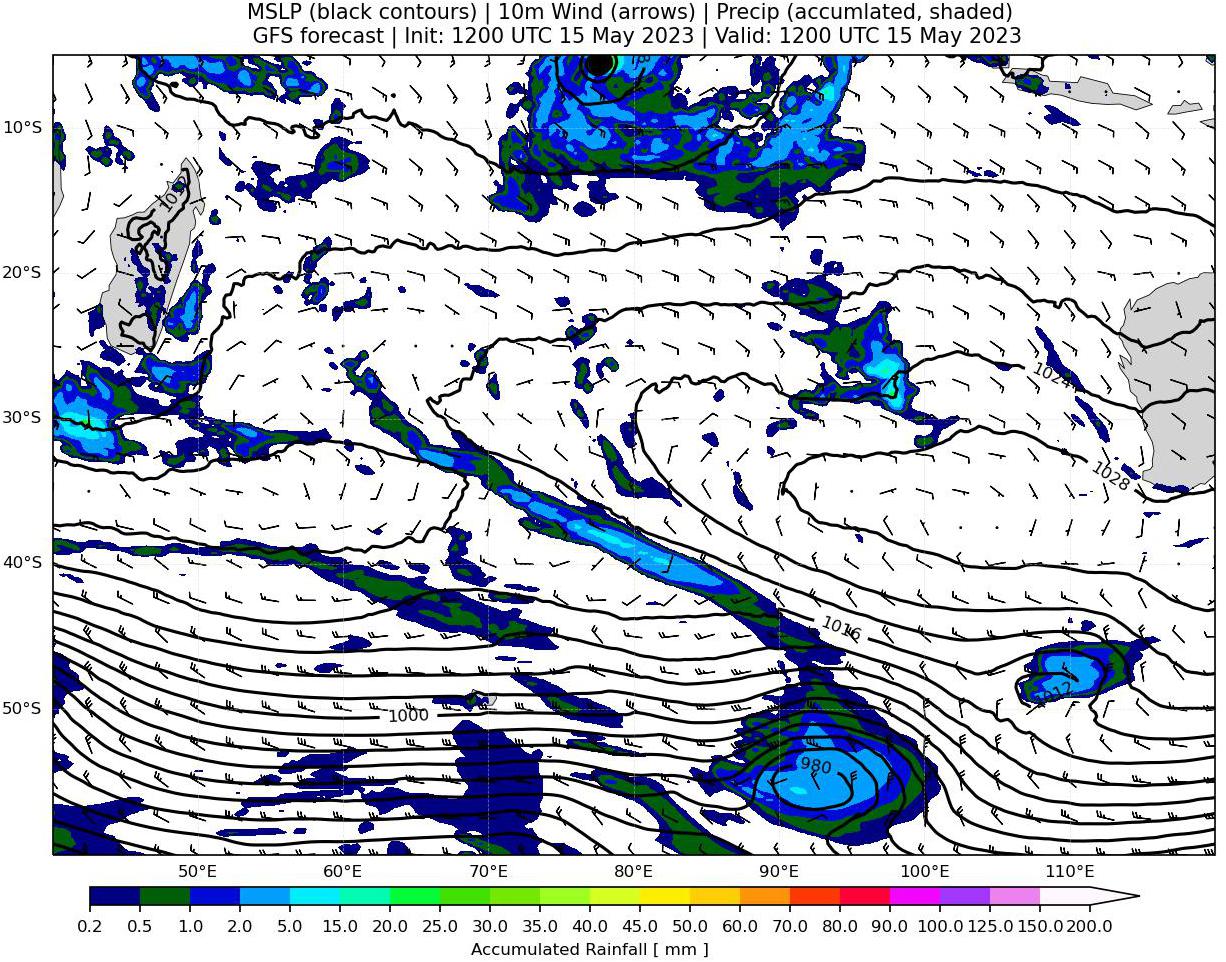 MSLP (black contours) | 10m Wind (arrows) | Precip (accumlated, shaded)
GFS forecast | Init: 1200 UTC 15 May 2023 | Valid: 1200 UTC 15 May 2023
10°S
20°S
1024
30°S
1028
40°S
1016
1012
50°S
1000
980
50°E 60°E 70°E 80°E 90°E 100°E 110°E
0.2 0.5 1.0 2.0 5.0 10.0 15.0 20.0 25.0 30.0 35.0 40.0 45.0 50.0 60.0 70.0 80.0 90.0 100.0 125.0 150.0 200.0
Accumulated Rainfall [ mm ]